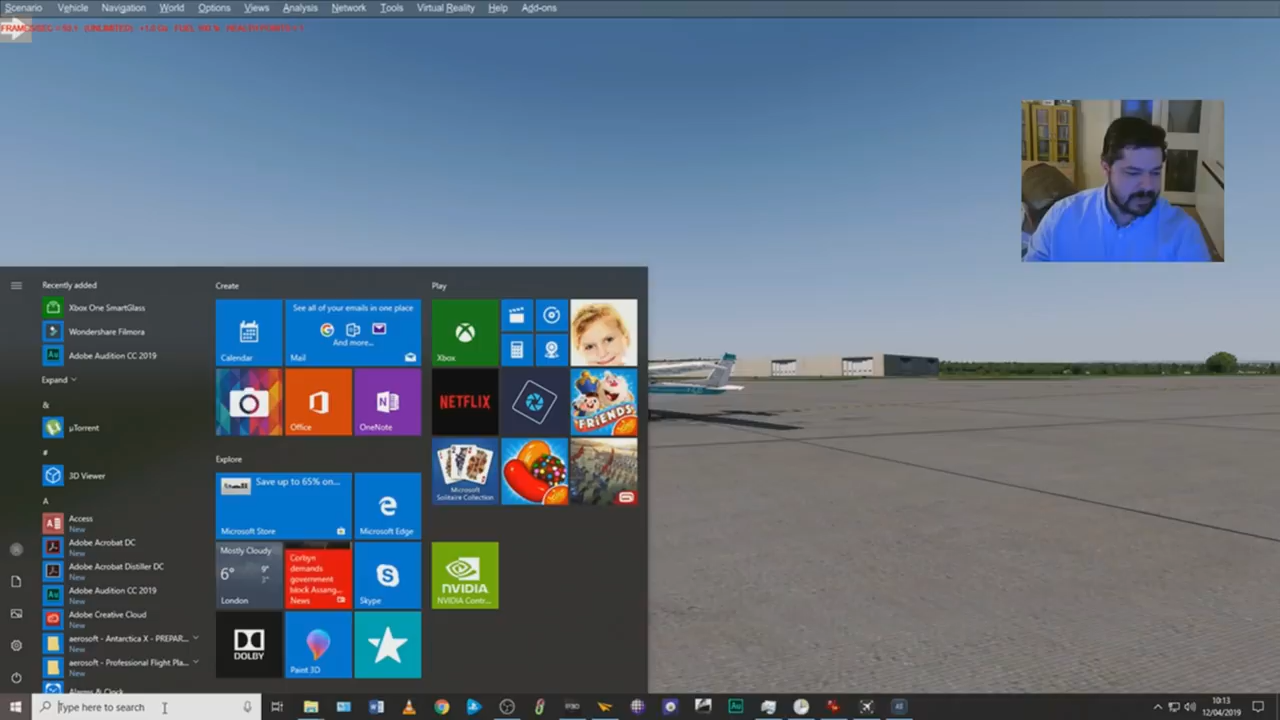 Scenario Vehicle Navigation World Options Views Analysis Network Tools Virtual Reality Help Add-ons
Recently added
Xbox One SmartGlass
Wondershare Filmora
Adobe Audition CC 2019
Expand
&
µTorrent
#
3D Viewer
A
Access
New
Adobe Acrobat DC
New
Adobe Acrobat Distiller DC
New
Adobe Audition CC 2019
New
Adobe Creative Cloud
New
aerosoft - Antarctica X - PREPAR...
New
aerosoft - Professional Flight Pla...
New
Alarms & Clock
Type here to search
Create
Calendar
See all of your emails in one place
And more...
Mail
Office
OneNote
Explore
Save up to 65% on...
Microsoft Store
Microsoft Edge
Mostly Cloudy
6°
9°
3°
London
Corbyn
demands
government
block Assang...
News
Skype
DOLBY
Paint 3D
Play
Xbox
NETFLIX
FRIENDS
Microsoft
Solitaire Collection
NVIDIA
NVIDIA Contr...
10:13
12/04/2019